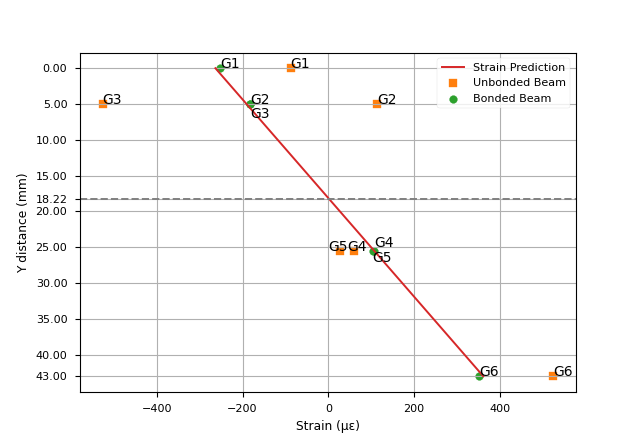 0.00
5.00
10.00
15.00
18.22
20.00
25.00
30.00
35.00
40.00
43.00
Y distance (mm)
G1
G1
G3
G2
G2
G3
G5
G4
G4
G5
G6
G6
Strain Prediction
Unbonded Beam
Bonded Beam
−400
−200
0
200
400
Strain (με)